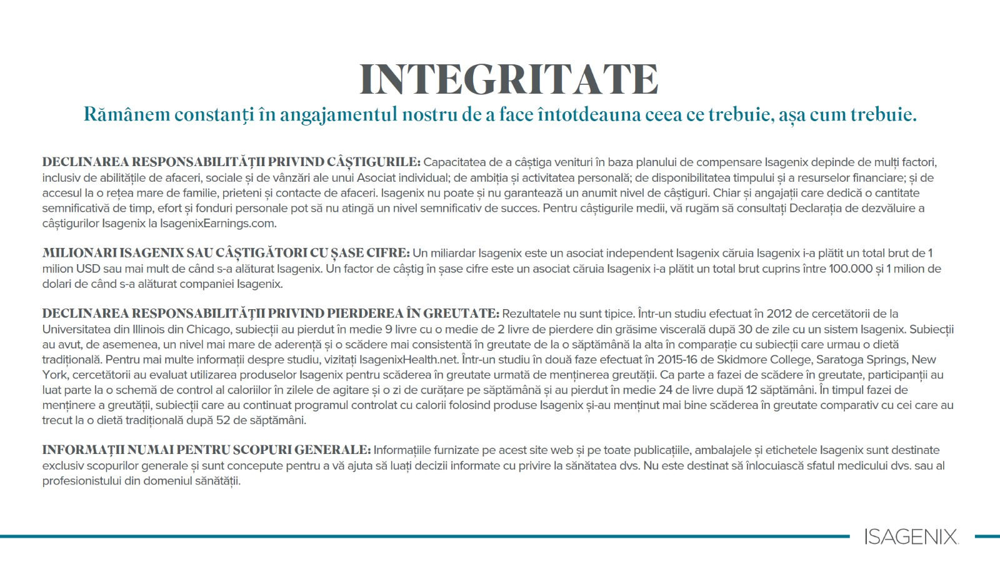 INTEGRITATE
Rămânem constanți în angajamentul nostru de a face întotdeauna ceea ce trebuie, așa cum trebuie.
DECLINAREA RESPONSABILITĂȚII PRIVIND CÂȘTIGURILE: Capacitatea de a câștiga venituri în baza planului de compensare Isagenix depinde de mulți factori,
inclusiv de abilitățile de afaceri, sociale și de vânzări ale unui Asociat individual; de ambiția și activitatea personală; de disponibilitatea timpului și a resurselor financiare; și de
accesul la o rețea mare de familie, prieteni și contacte de afaceri. Isagenix nu poate și nu garantează un anumit nivel de câștiguri. Chiar și angajații care dedică o cantitate
semnificativă de timp, efort și fonduri personale pot să nu atingă un nivel semnificativ de succes. Pentru câștigurile medii, vă rugăm să consultați Declarația de dezvăluire a
câștigurilor Isagenix la IsagenixEarnings.com.
MILIONARI ISAGENIX SAU CÂȘTIGĂTORI CU ȘASE CIFRE: Un miliardar Isagenix este un asociat independent Isagenix căruia Isagenix i-a plătit un total brut de 1
milion USD sau mai mult de când s-a alăturat Isagenix. Un factor de câștig în șase cifre este un asociat căruia Isagenix i-a plătit un total brut cuprins între 100.000 și 1 milion de
dolari de când s-a alăturat companiei Isagenix.
DECLINAREA RESPONSABILITĂȚII PRIVIND PIERDEREA ÎN GREUTATE: Rezultatele nu sunt tipice. Într-un studiu efectuat în 2012 de cercetătorii de la
Universitatea din Illinois din Chicago, subiecții au pierdut în medie 9 livre cu o medie de 2 livre de pierdere din grăsime viscerală după 30 de zile cu un sistem Isagenix. Subiecții
au avut, de asemenea, un nivel mai mare de aderență și o scădere mai consistentă în greutate de la o săptămână la alta în comparație cu subiecții care urmau o dietă
tradițională. Pentru mai multe informații despre studiu, vizitați IsagenixHealth.net. Într-un studiu în două faze efectuat în 2015-16 de Skidmore College, Saratoga Springs, New
York, cercetătorii au evaluat utilizarea produselor Isagenix pentru scăderea în greutate urmată de menținerea greutății. Ca parte a fazei de scădere în greutate, participanții au
luat parte la o schemă de control al caloriilor în zilele de agitare și o zi de curățare pe săptămână și au pierdut în medie 24 de livre după 12 săptămâni. În timpul fazei de
menținere a greutății, subiecții care au continuat programul controlat cu calorii folosind produse Isagenix și-au menținut mai bine scăderea în greutate comparativ cu cei care au
trecut la o dietă tradițională după 52 de săptămâni.
INFORMAȚII NUMAI PENTRU SCOPURI GENERALE: Informațiile furnizate pe acest site web și pe toate publicațiile, ambalajele și etichetele Isagenix sunt destinate
exclusiv scopurilor generale și sunt concepute pentru a vă ajuta să luați decizii informate cu privire la sănătatea dvs. Nu este destinat să înlocuiască sfatul medicului dvs. sau al
profesionistului din domeniul sănătății.
ISAGENIX